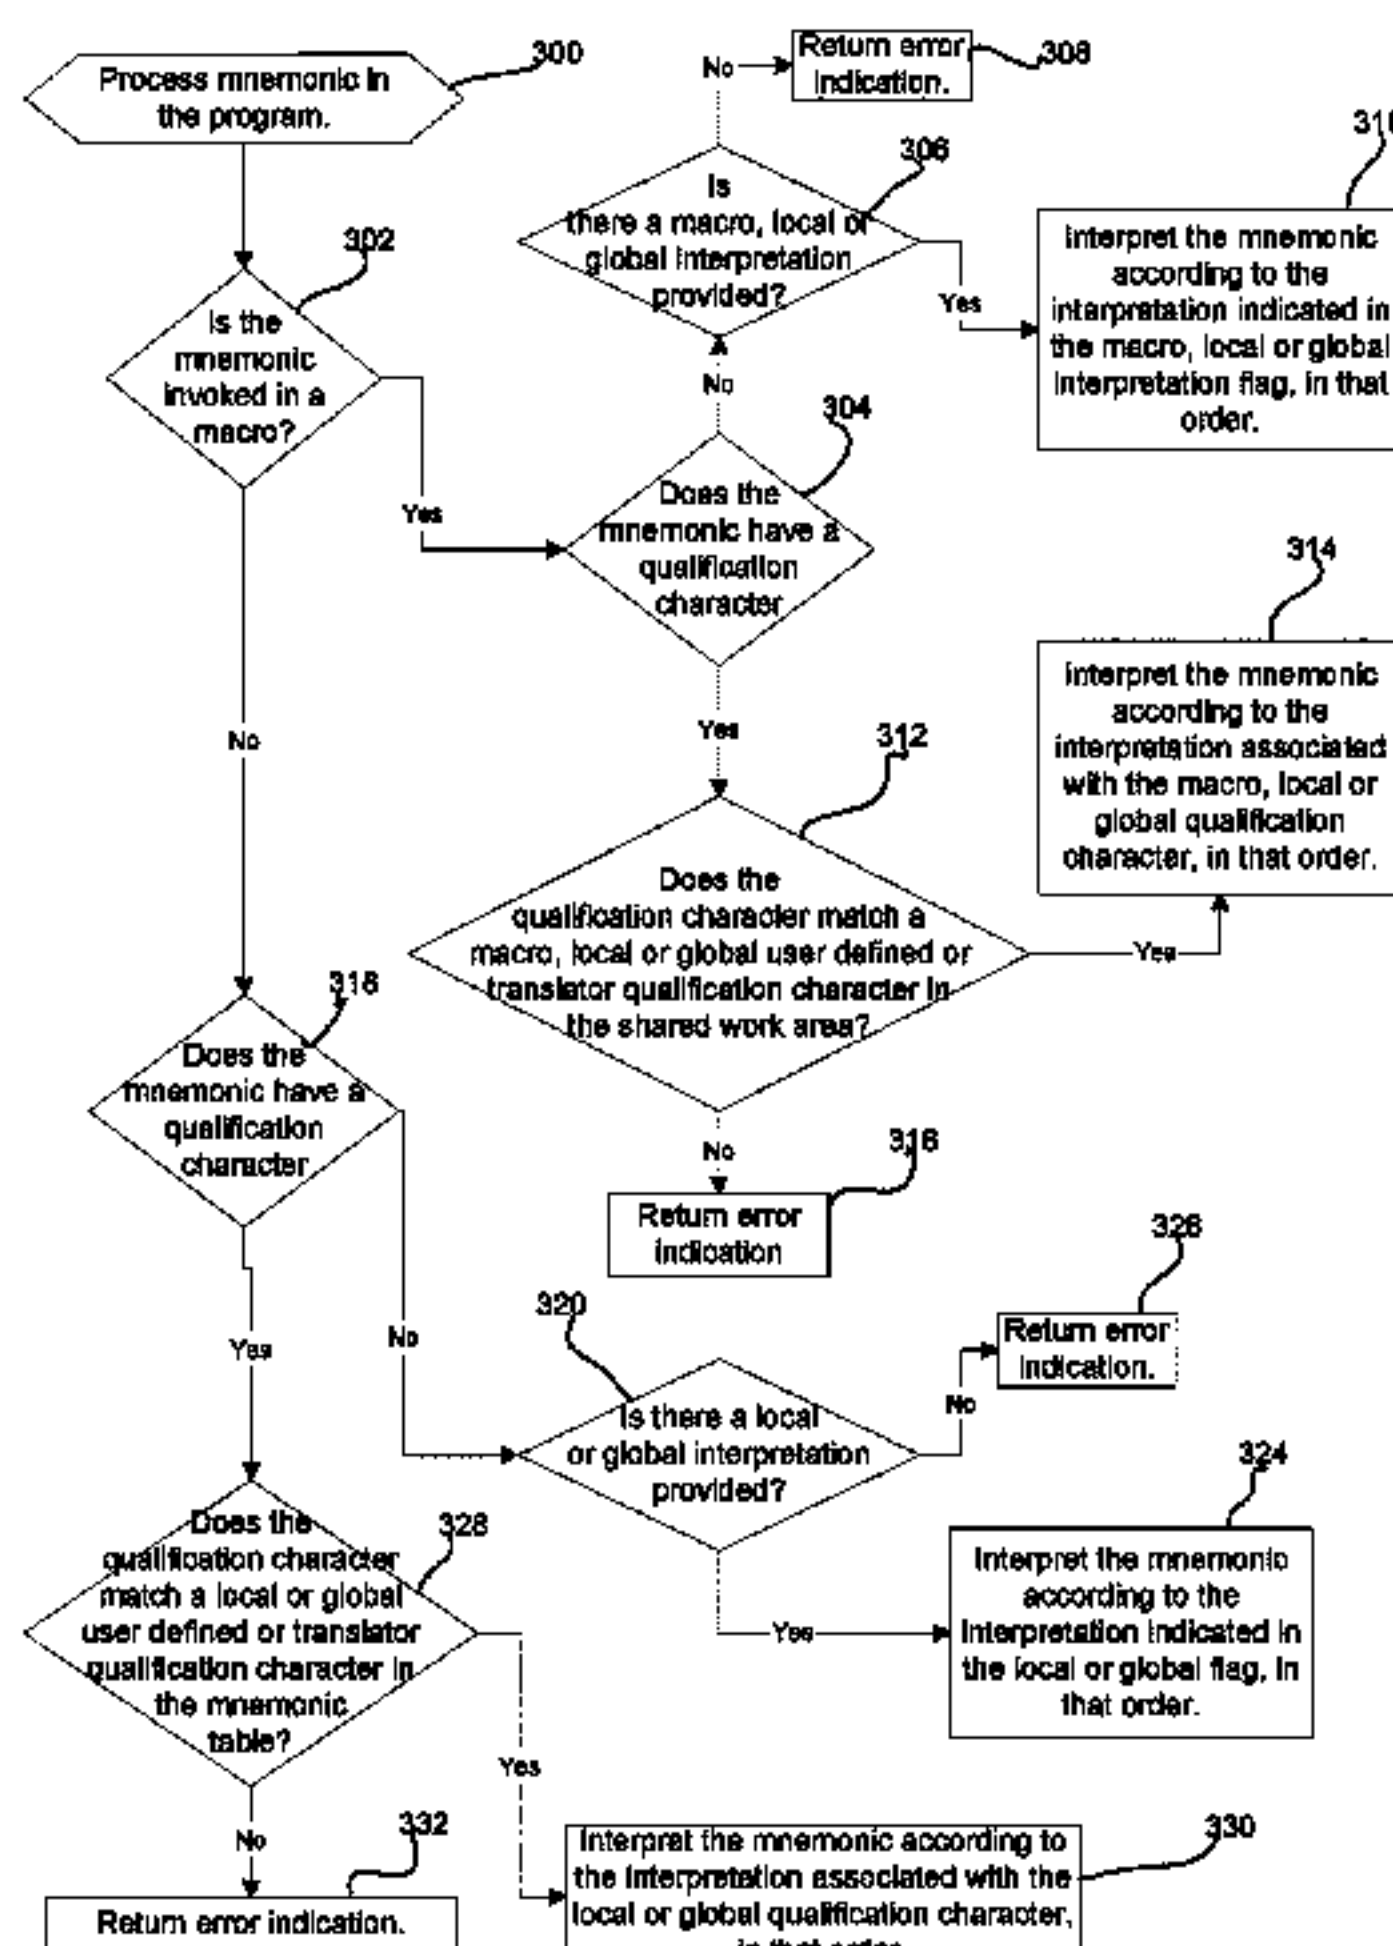 300
Process mnemonic in
the program.
Return error
indication.
308
No
306
Is
there a macro, local or
global interpretation
provided?
Yes
Interpret the mnemonic
according to the
interpretation indicated in
the macro, local or global
interpretation flag, in that
order.
302
Is the
mnemonic
invoked in a
macro?
Yes
No
304
Does the
mnemonic have a
qualification
character
314
Interpret the mnemonic
according to the
interpretation associated
with the macro, local or
global qualification
character, in that order.
No
Yes
312
Does the
qualification character match a
macro, local or global user defined or
translator qualification character in
the shared work area?
Yes
318
Does the
mnemonic have a
qualification
character
No
316
Return error
indication
Yes
No
320
Is there a local
or global interpretation
provided?
326
Return error
indication.
No
324
Interpret the mnemonic
according to the
interpretation indicated in
the local or global flag, in
that order.
Yes
328
Does the
qualification character
match a local or global
user defined or translator
qualification character in
the mnemonic
table?
Yes
No
332
Return error indication.
330
Interpret the mnemonic according to
the interpretation associated with the
local or global qualification character,
in that order.